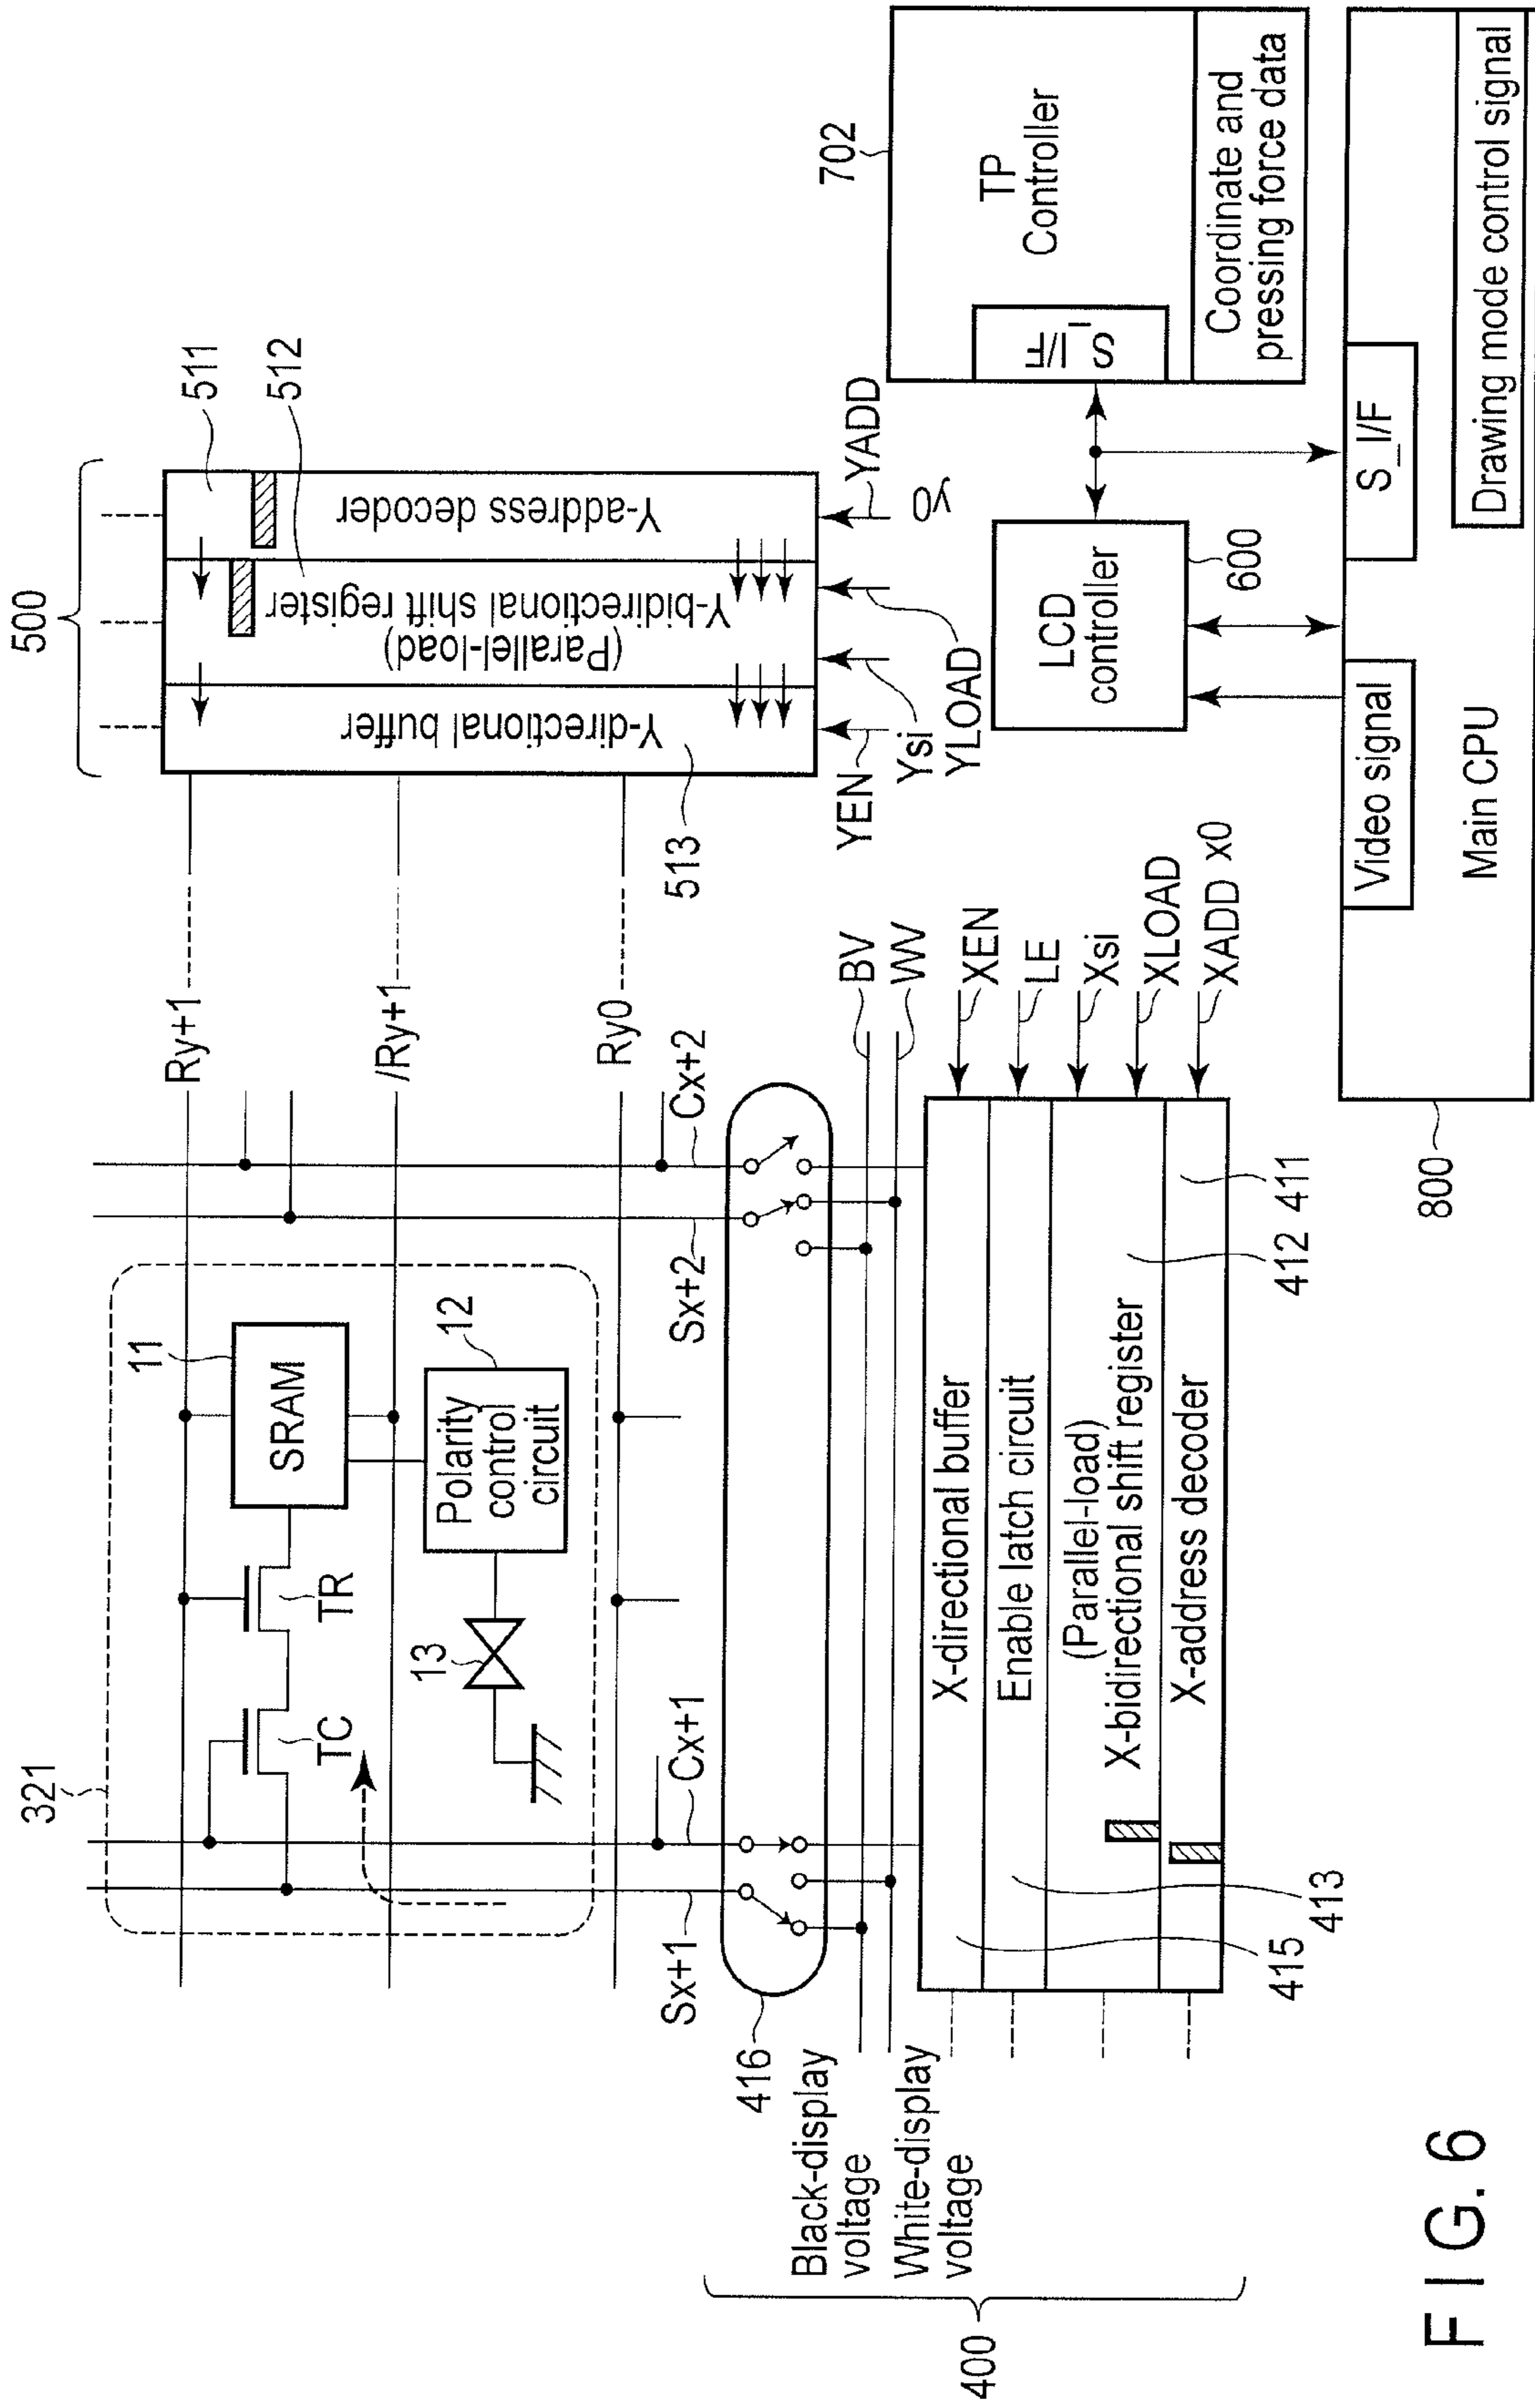 321
11
SRAM
TR
TC
12
Polarity
control
circuit
13
Ry+1
/Ry+1
Ry0
500
511
512
Y-address decoder
Y-bidirectional shift register
(Parallel-load)
Y-directional buffer
513
YEN
Ysi
YLOAD
YADD
y0
Sx+1
Cx+1
Sx+2
Cx+2
416
BV
WV
Black-display
voltage
White-display
voltage
400
X-directional buffer
Enable latch circuit
(Parallel-load)
X-bidirectional shift register
X-address decoder
415
413
412
411
XEN
LE
Xsi
XLOAD
XADD x0
702
TP
Controller
S_I/F
Coordinate and
pressing force data
LCD
controller
600
800
Video signal
S_I/F
Main CPU
Drawing mode control signal
FIG. 6